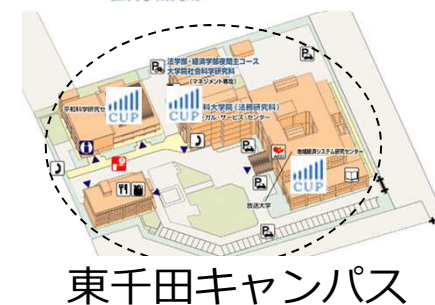 法学部・経済学部夜間主コース
大学院社会科学研究科
(マネジメント専攻)
平和科学研究セ
CUP
CUP
科大学院(法務研究科)
ガル・サービス・センター
地域経済システム研究センター
CUP
放送大学
東千田キャンパス